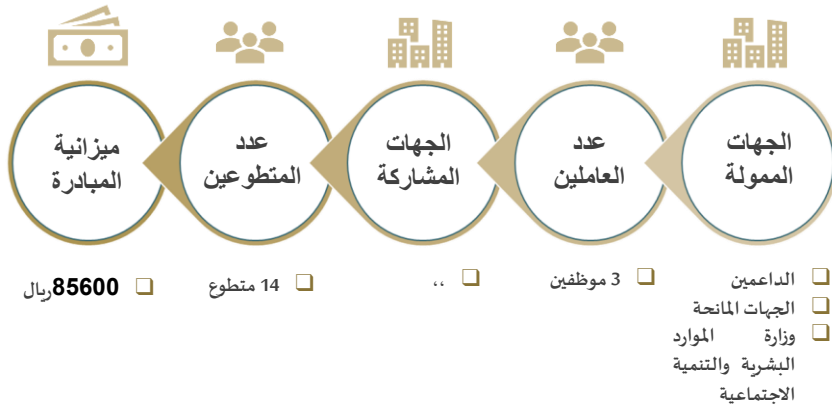 الجهات
الممولة
عدد
العاملين
الجهات
المشاركة
عدد
المتطوعين
ميزانية
المبادرة
❑ الداعمين
❑ الجهات المانحة
❑ وزارة الموارد
البشرية والتنمية
الاجتماعية
❑ 3 موظفين
❑ ،،
❑ 14 متطوع
❑ 85600ريال